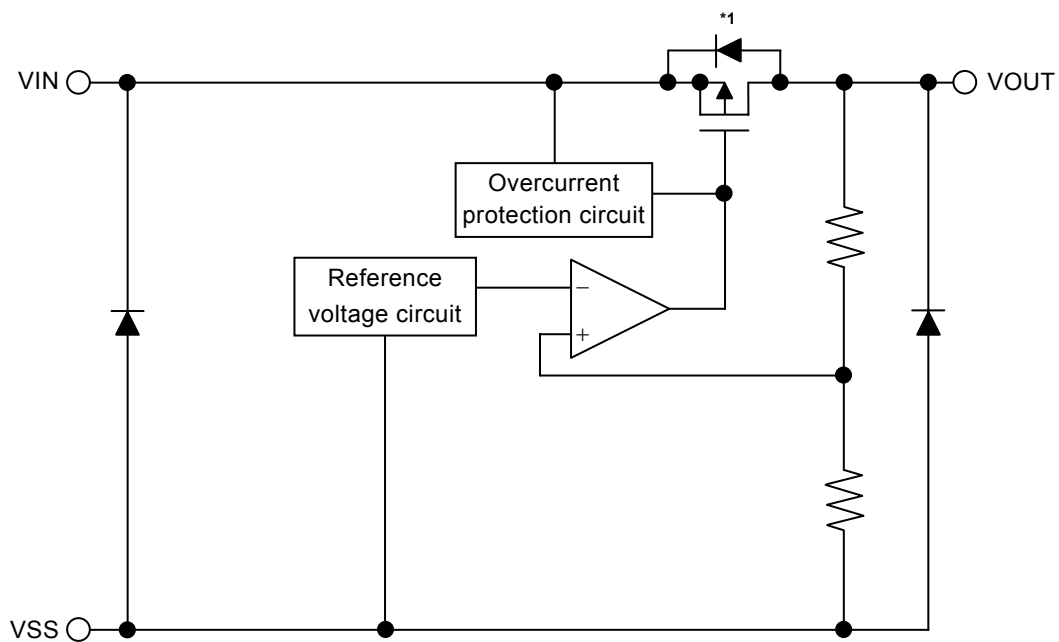 *1
VIN
VOUT
Overcurrent
protection circuit
Reference
voltage circuit
−
+
VSS